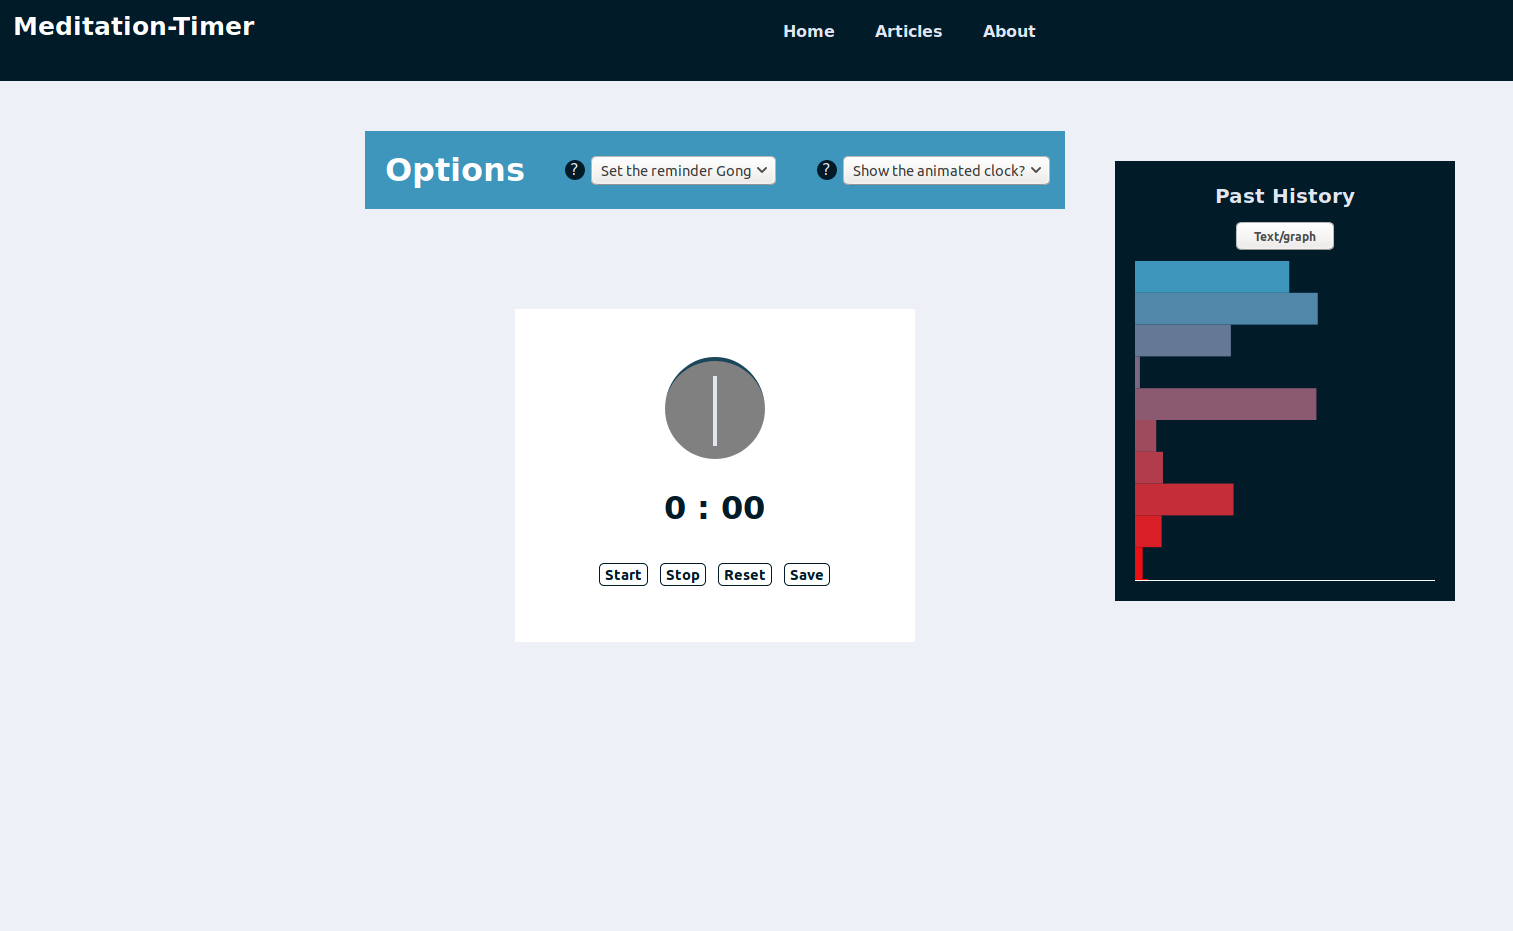 Meditation-Timer
Home Articles About
Options ? Set the reminder Gong ? Show the animated clock?
Past History
Text/graph
0 : 00
Start Stop Reset Save